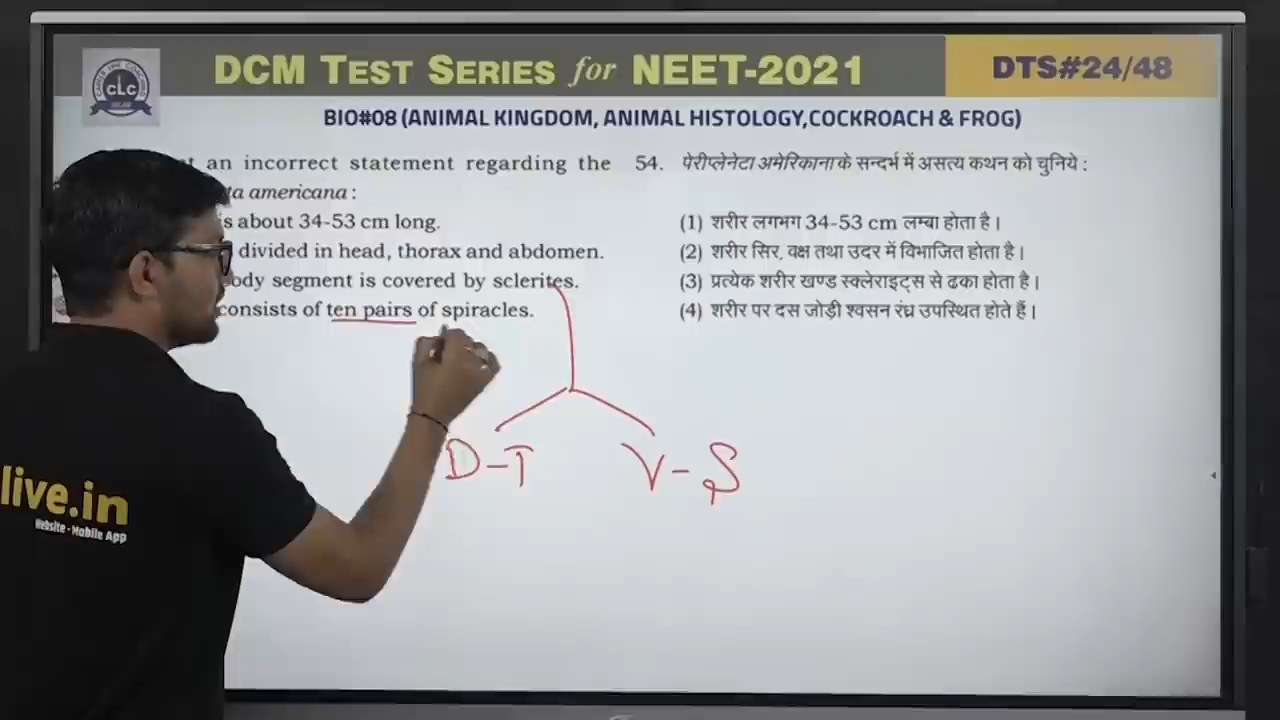 DCM TEST SERIES for NEET-2021
DTS#24/48
CLC
BIO#08 (ANIMAL KINGDOM, ANIMAL HISTOLOGY,COCKROACH & FROG)
an incorrect statement regarding the
ta americana :
s about 34-53 cm long.
divided in head, thorax and abdomen.
ody segment is covered by sclerites.
consists of ten pairs of spiracles.
54. पेरीप्लेनेटा अमेरिकाना के सन्दर्भ में असत्य कथन को चुनिये :
(1) शरीर लगभग 34-53 cm लम्बा होता है।
(2) शरीर सिर, वक्ष तथा उदर में विभाजित होता है।
(3) प्रत्येक शरीर खण्ड स्क्लेराइट्स से ढका होता है।
(4) शरीर पर दस जोड़ी श्वसन रंध्र उपस्थित होते हैं।
D-T
V-S
live.in
Website - Mobile App